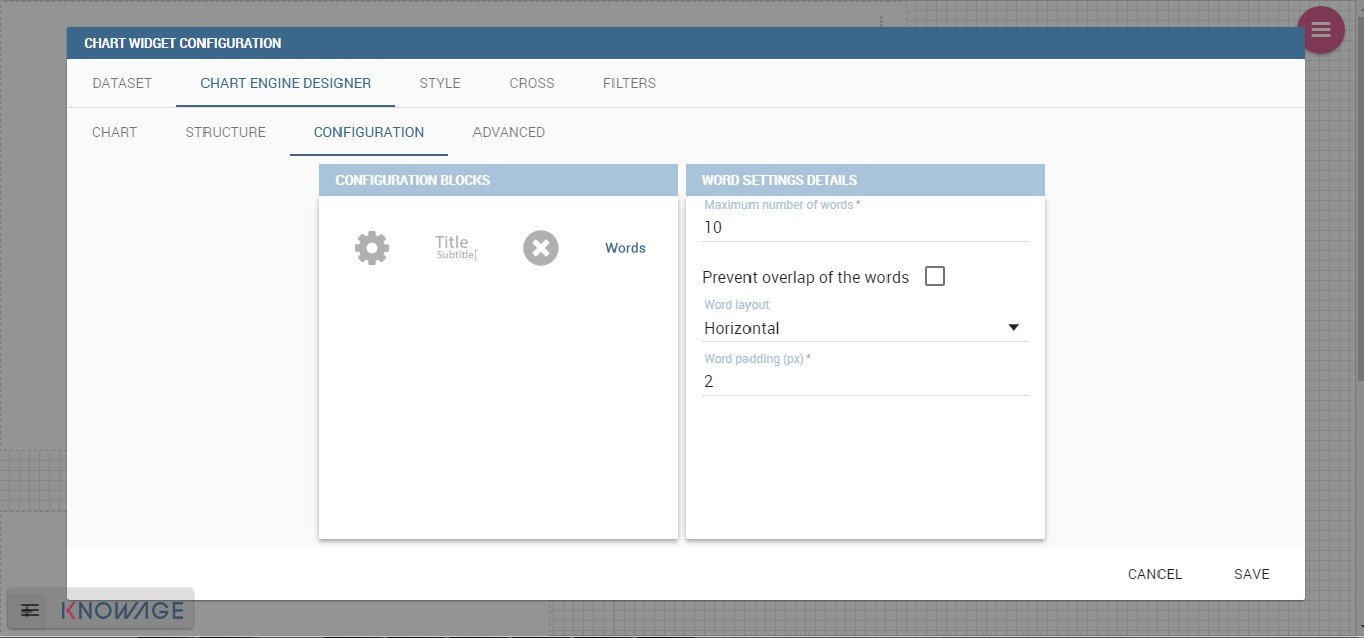 CHART WIDGET CONFIGURATION
DATASET CHART ENGINE DESIGNER STYLE CROSS FILTERS
CHART STRUCTURE CONFIGURATION ADVANCED
CONFIGURATION BLOCKS
Title
Subtitle
Words
WORD SETTINGS DETAILS
Maximum number of words *
10
Prevent overlap of the words
Word layout
Horizontal
Word padding (px) *
2
CANCEL SAVE
KNOWAGE